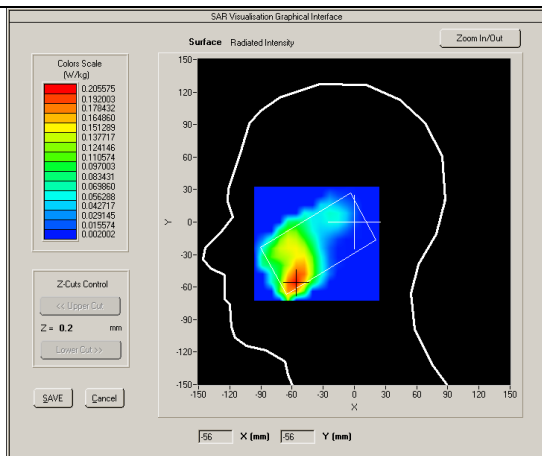 SAR Visualisation Graphical Interface
Surface Radiated Intensity
Zoom In/Out
Colors Scale
(W/kg)
0.205575
0.192003
0.178432
0.164860
0.151289
0.137717
0.124146
0.110574
0.097003
0.083431
0.069860
0.056288
0.042717
0.029145
0.015574
0.002002
Z-Cuts Control
<< Upper Cut
Z = 0.2 mm
Lower Cut >>
SAVE Cancel
150
120
90
60
30
0
-30
-60
-90
-120
-150
Y
-150 -120 -90 -60 -30 0 30 60 90 120 150
X
-56 X (mm) -56 Y (mm)